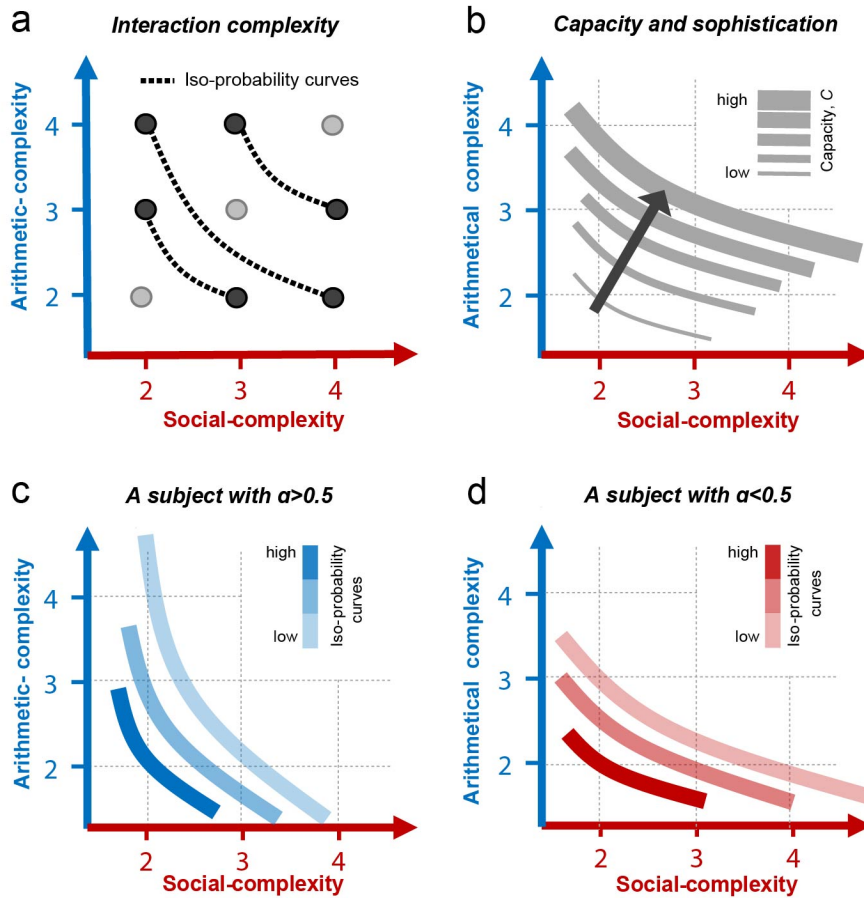 a
Interaction complexity
Iso-probability curves
Arithmetic- complexity
4
3
2
2 3 4
Social-complexity
b
Capacity and sophistication
high
low
Capacity, C
Arithmetical complexity
4
3
2
2 3 4
Social-complexity
c
A subject with α>0.5
high
low
Iso-probability
curves
Arithmetic- complexity
4
3
2
2 3 4
Social-complexity
d
A subject with α<0.5
high
low
Iso-probability
curves
Arithmetical complexity
4
3
2
2 3 4
Social-complexity